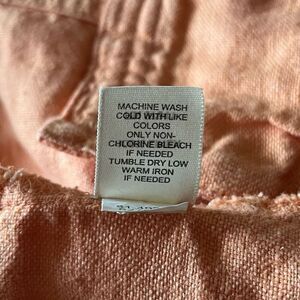 MACHINE WASH
COLD WITH LIKE
COLORS
ONLY NON-
CHLORINE BLEACH
IF NEEDED
TUMBLE DRY LOW
WARM IRON
IF NEEDED